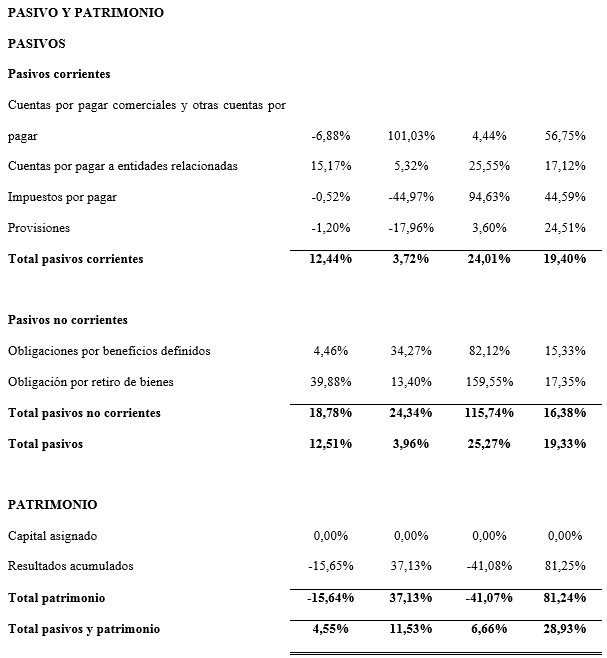 PASIVO Y PATRIMONIO
PASIVOS
Pasivos corrientes
Cuentas por pagar comerciales y otras cuentas por
pagar -6,88% 101,03% 4,44% 56,75%
Cuentas por pagar a entidades relacionadas 15,17% 5,32% 25,55% 17,12%
Impuestos por pagar -0,52% -44,97% 94,63% 44,59%
Provisiones -1,20% -17,96% 3,60% 24,51%
Total pasivos corrientes 12,44% 3,72% 24,01% 19,40%
Pasivos no corrientes
Obligaciones por beneficios definidos 4,46% 34,27% 82,12% 15,33%
Obligación por retiro de bienes 39,88% 13,40% 159,55% 17,35%
Total pasivos no corrientes 18,78% 24,34% 115,74% 16,38%
Total pasivos 12,51% 3,96% 25,27% 19,33%
PATRIMONIO
Capital asignado 0,00% 0,00% 0,00% 0,00%
Resultados acumulados -15,65% 37,13% -41,08% 81,25%
Total patrimonio -15,64% 37,13% -41,07% 81,24%
Total pasivos y patrimonio 4,55% 11,53% 6,66% 28,93%